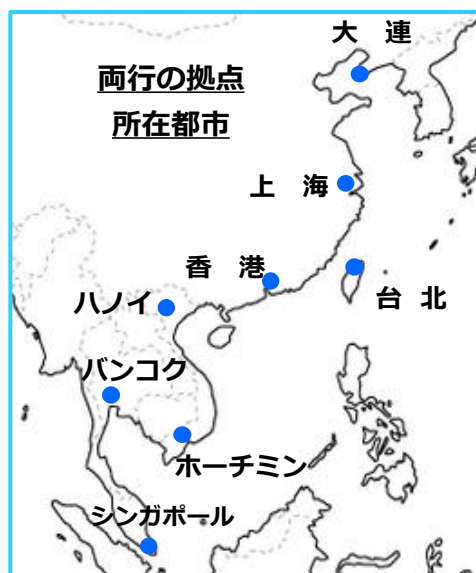 大　連
両行の拠点
所在都市
上　海
香　港
台　北
ハノイ
バンコク
ホーチミン
シンガポール